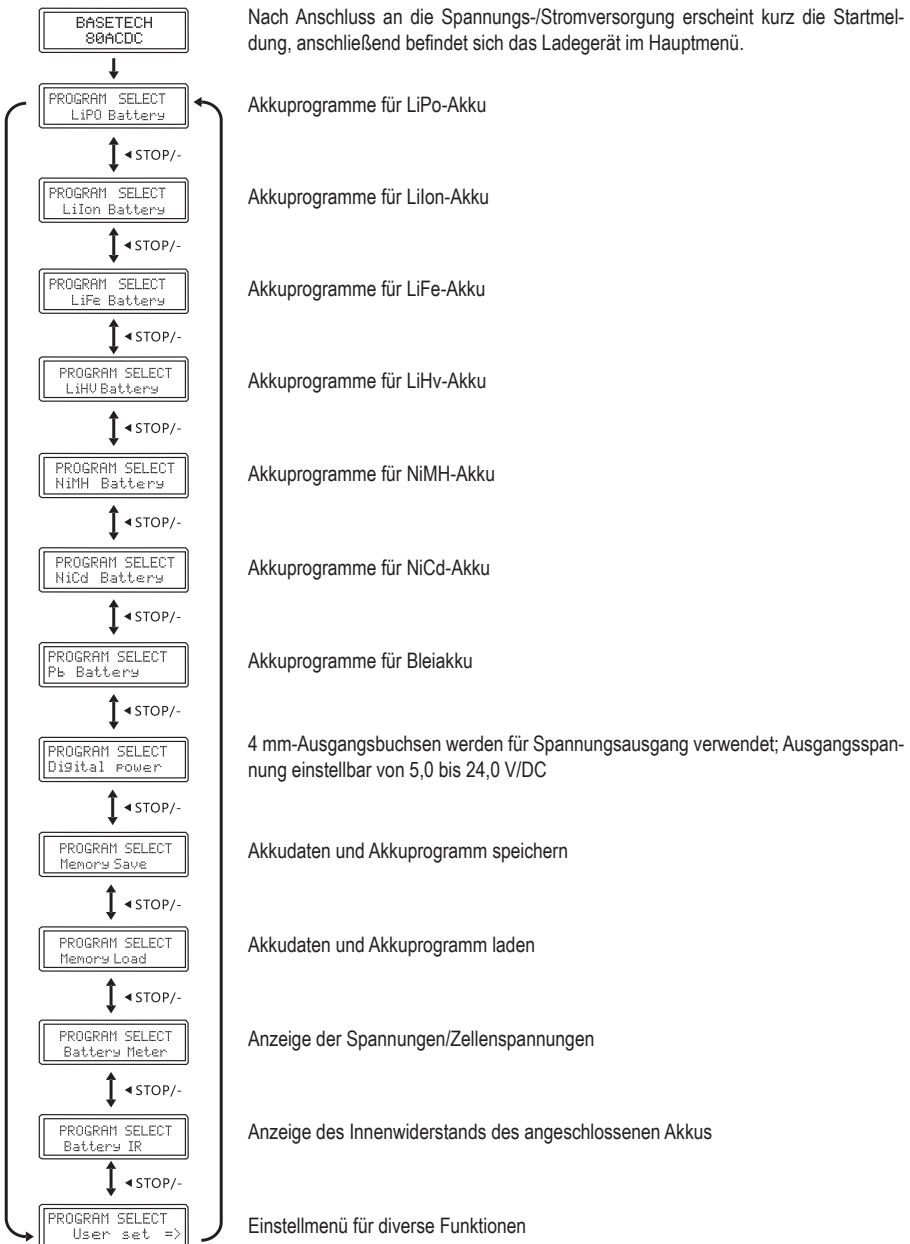 BASETECH
80ACDC
Nach Anschluss an die Spannungs-/Stromversorgung erscheint kurz die Startmel-
dung, anschließend befindet sich das Ladegerät im Hauptmenü.
PROGRAM SELECT
LiPO Battery
Akkuprogramme für LiPo-Akku
◄STOP/-
PROGRAM SELECT
LiIon Battery
Akkuprogramme für LiIon-Akku
◄STOP/-
PROGRAM SELECT
LiFe Battery
Akkuprogramme für LiFe-Akku
◄STOP/-
PROGRAM SELECT
LiHV Battery
Akkuprogramme für LiHv-Akku
◄STOP/-
PROGRAM SELECT
NiMH Battery
Akkuprogramme für NiMH-Akku
◄STOP/-
PROGRAM SELECT
NiCd Battery
Akkuprogramme für NiCd-Akku
◄STOP/-
PROGRAM SELECT
Pb Battery
Akkuprogramme für Bleiakku
◄STOP/-
PROGRAM SELECT
Digital power
4 mm-Ausgangsbuchsen werden für Spannungsausgang verwendet; Ausgangsspan-
nung einstellbar von 5,0 bis 24,0 V/DC
◄STOP/-
PROGRAM SELECT
Memory Save
Akkudaten und Akkuprogramm speichern
◄STOP/-
PROGRAM SELECT
Memory Load
Akkudaten und Akkuprogramm laden
◄STOP/-
PROGRAM SELECT
Battery Meter
Anzeige der Spannungen/Zellenspannungen
◄STOP/-
PROGRAM SELECT
Battery IR
Anzeige des Innenwiderstands des angeschlossenen Akkus
◄STOP/-
PROGRAM SELECT
User set =>
Einstellmenü für diverse Funktionen